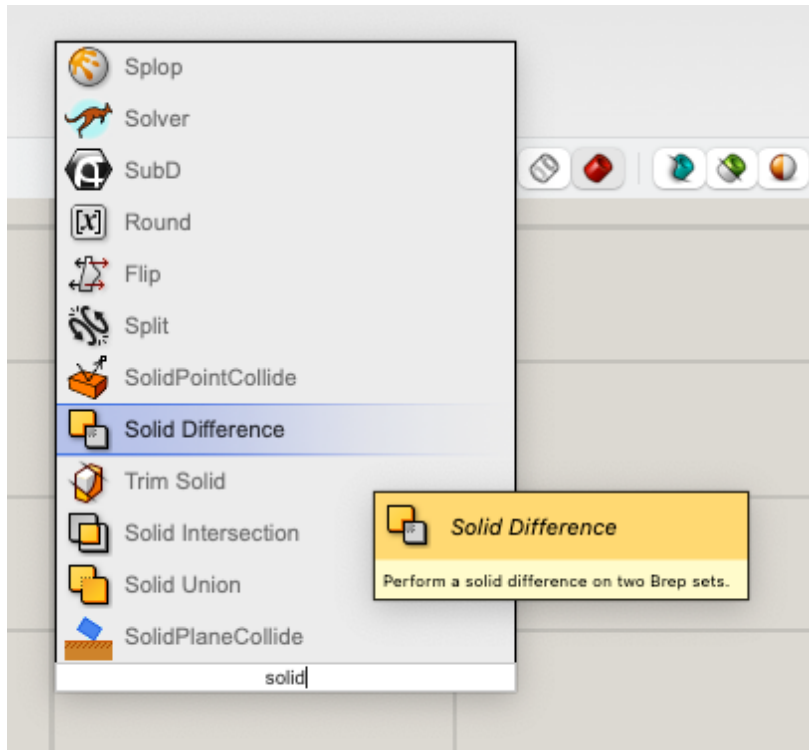 Splop
Solver
SubD
[x] Round
Flip
Split
SolidPointCollide
Solid Difference
Trim Solid
Solid Intersection
Solid Union
SolidPlaneCollide
solid
Solid Difference
Perform a solid difference on two Brep sets.